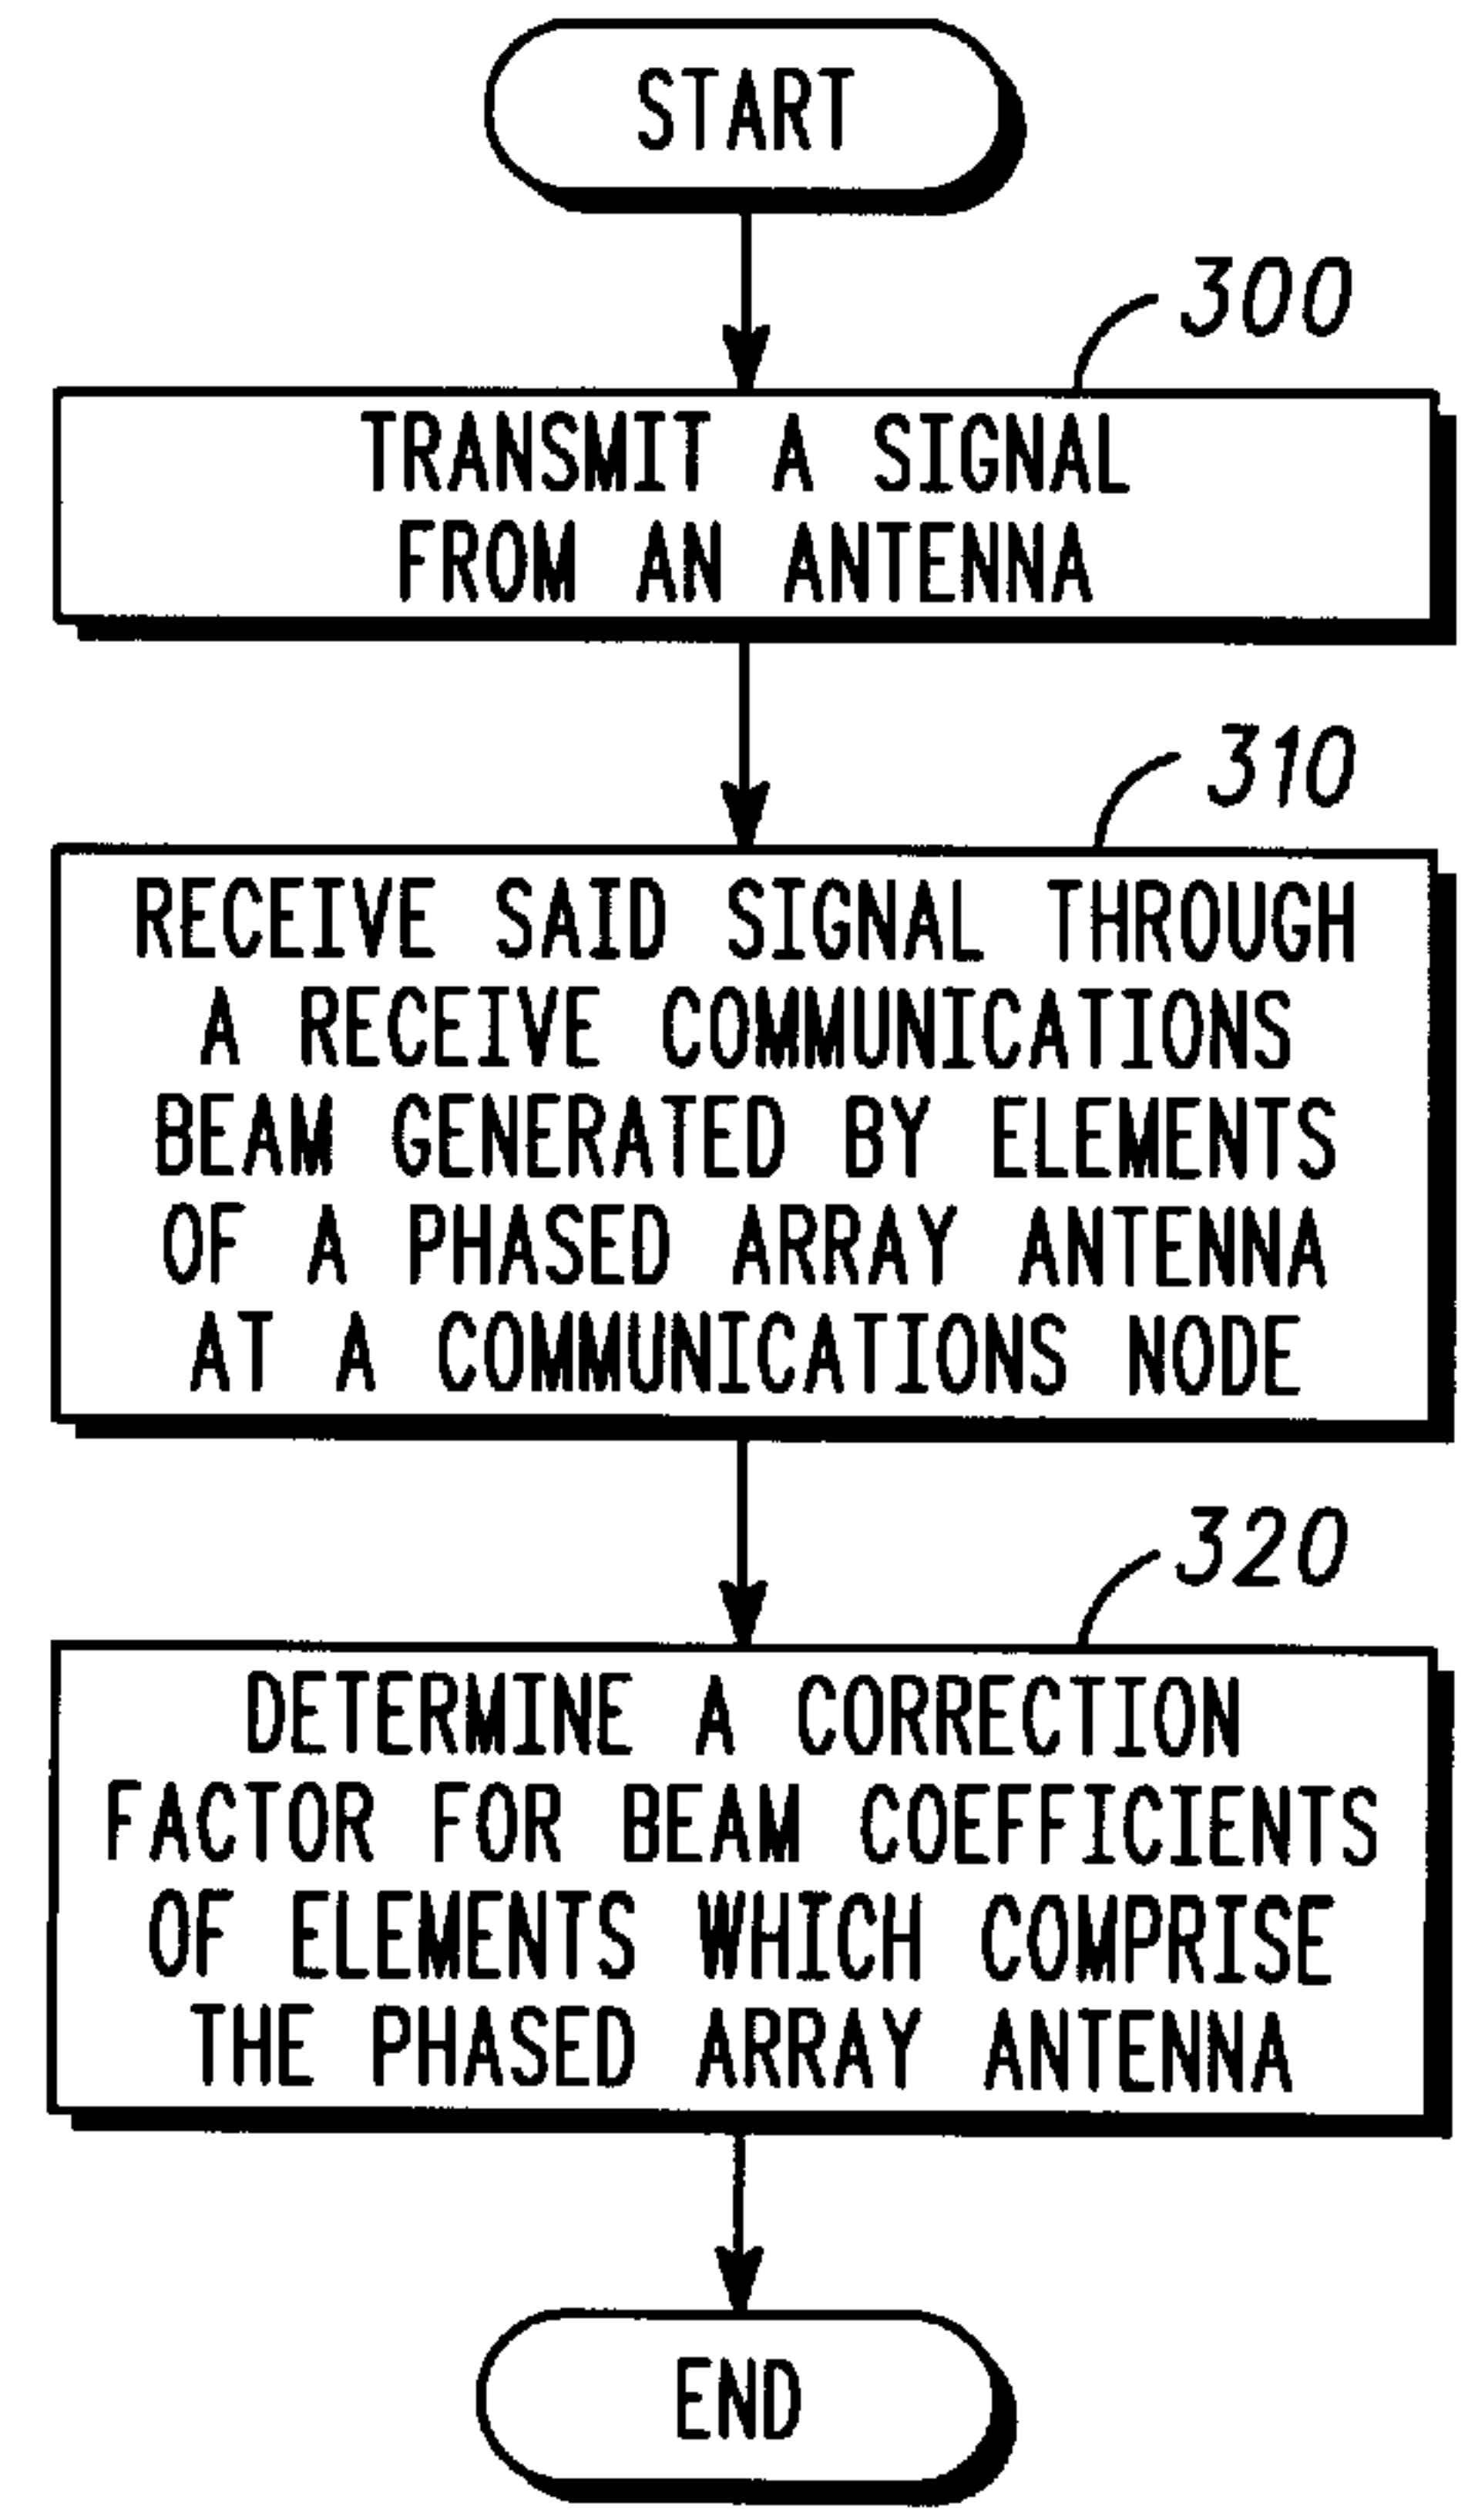 START
300
TRANSMIT A SIGNAL
FROM AN ANTENNA
310
RECEIVE SAID SIGNAL THROUGH
A RECEIVE COMMUNICATIONS
BEAM GENERATED BY ELEMENTS
OF A PHASED ARRAY ANTENNA
AT A COMMUNICATIONS NODE
320
DETERMINE A CORRECTION
FACTOR FOR BEAM COEFFICIENTS
OF ELEMENTS WHICH COMPRISE
THE PHASED ARRAY ANTENNA
END